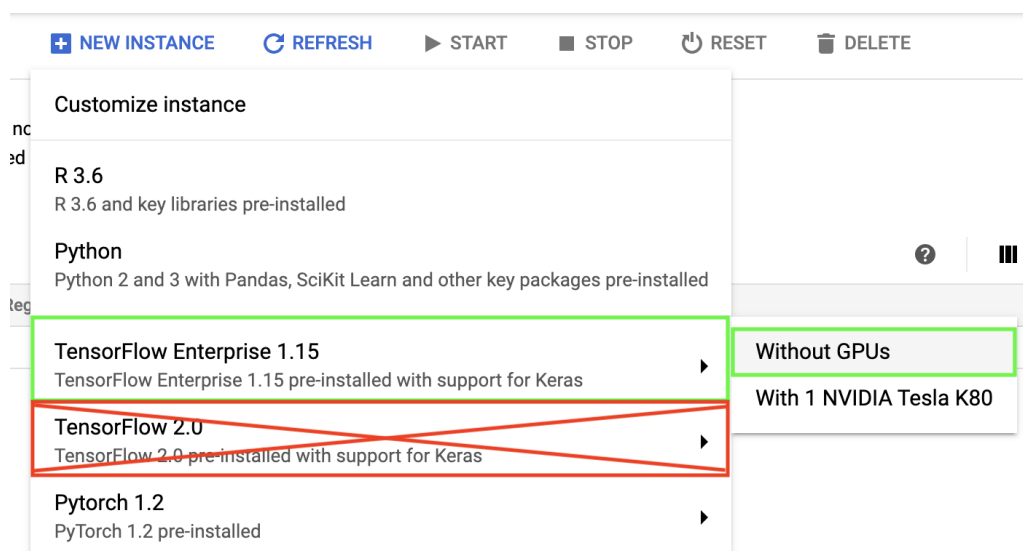 NEW INSTANCE REFRESH START STOP RESET DELETE
Customize instance
no
ed
R 3.6
R 3.6 and key libraries pre-installed
Python
Python 2 and 3 with Pandas, SciKit Learn and other key packages pre-installed
Reg
TensorFlow Enterprise 1.15
TensorFlow Enterprise 1.15 pre-installed with support for Keras
Without GPUs
With 1 NVIDIA Tesla K80
TensorFlow 2.0
TensorFlow 2.0 pre-installed with support for Keras
Pytorch 1.2
PyTorch 1.2 pre-installed